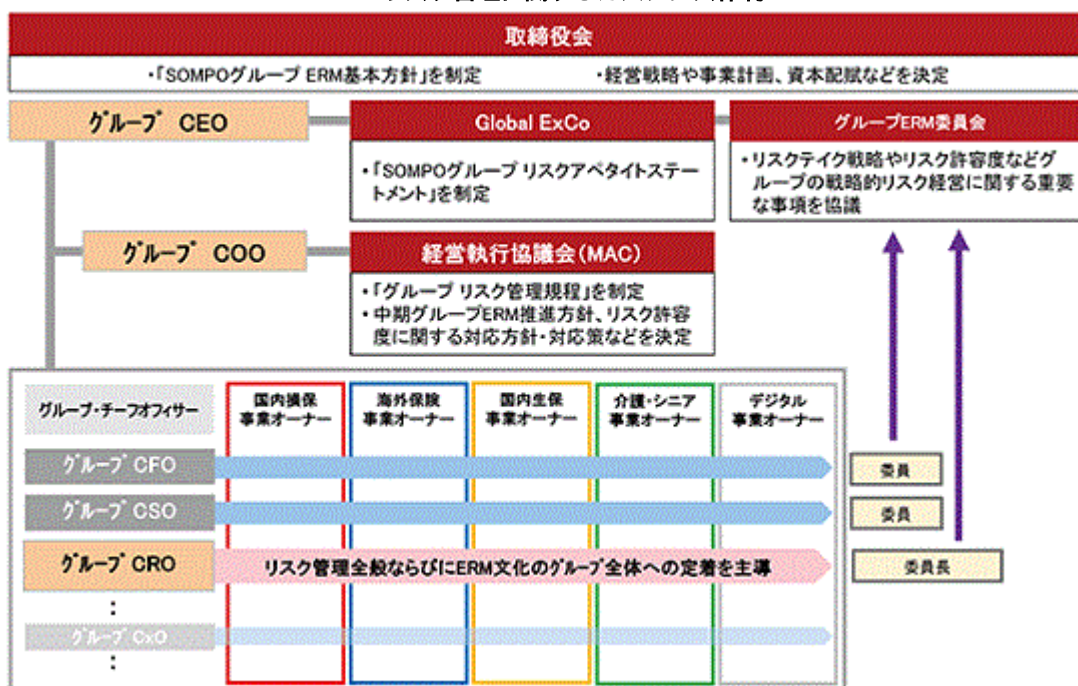 取締役会
・「SOMPOグループ ERM基本方針」を制定
・経営戦略や事業計画、資本配賦などを決定
グループ CEO
Global ExCo
グループERM委員会
・「SOMPOグループ リスクアペタイトステー
トメント」を制定
・リスクテイク戦略やリスク許容度などグ
ループの戦略的リスク経営に関する重要
な事項を協議
グループ COO
経営執行協議会(MAC)
・「グループ リスク管理規程」を制定
・中期グループERM推進方針、リスク許容
度に関する対応方針・対応策などを決定
グループ・チーフオフィサー
国内損保
事業オーナー
海外保険
事業オーナー
国内生保
事業オーナー
介護・シニア
事業オーナー
デジタル
事業オーナー
グループ CFO
委員
グループ CSO
委員
グループ CRO
リスク管理全般ならびにERM文化のグループ全体への定着を主導
委員長
:
グループ CxO
: